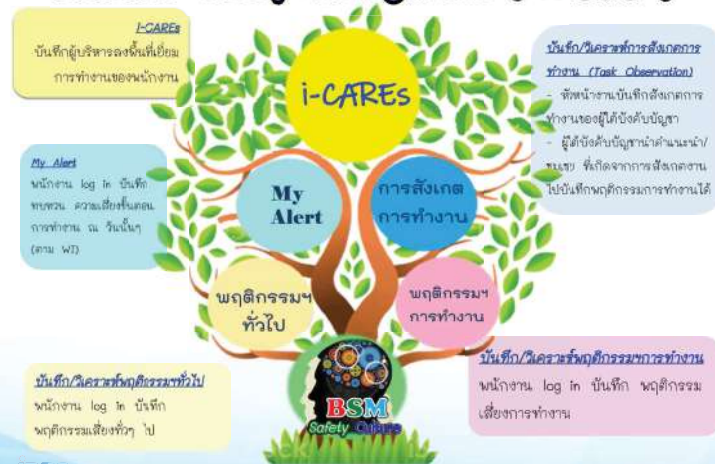 i-CAREs
บันทึกผู้บริหารลงพื้นที่เยี่ยม
การทำงานของพนักงาน
i-CAREs
บันทึก/วิเคราะห์การสังเกตการ
ทำงาน (Task Observation)
- หัวหน้างานบันทึกสังเกตการ
ทำงานของผู้ใต้บังคับบัญชา
- ผู้ใต้บังคับบัญชานำคำแนะนำ/
ชมเชย ที่เกิดจากการสังเกตงาน
ไปบันทึกพฤติกรรมการทำงานได้
My Alert
พนักงาน log in บันทึก
ทบทวน ความเสี่ยงขั้นตอน
การทำงาน ณ วันนั้นๆ
(ตาม WI)
My
Alert
การสังเกต
การทำงาน
พฤติกรรมฯ
ทั่วไป
พฤติกรรมฯ
การทำงาน
บันทึก/วิเคราะห์พฤติกรรมฯทั่วไป
พนักงาน log in บันทึก
พฤติกรรมเสี่ยงทั่วๆ ไป
BSM
Safety Culture
บันทึก/วิเคราะห์พฤติกรรมฯการทำงาน
พนักงาน log in บันทึก พฤติกรรม
เสี่ยงการทำงาน